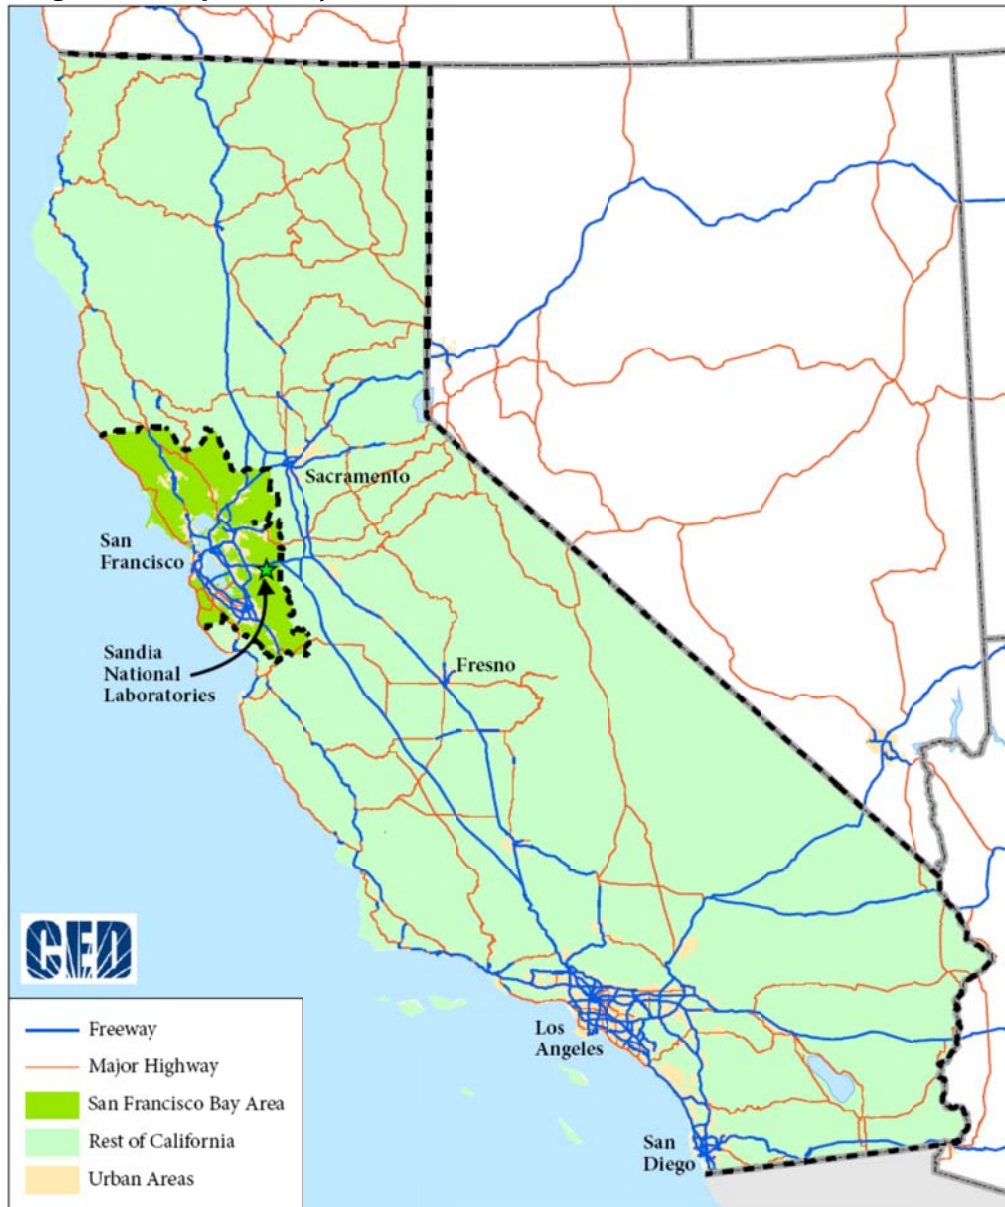 Sacramento
San
Francisco
Sandia
National
Laboratories
Fresno
CED
Los
Angeles
San
Diego
Freeway
Major Highway
San Francisco Bay Area
Rest of California
Urban Areas